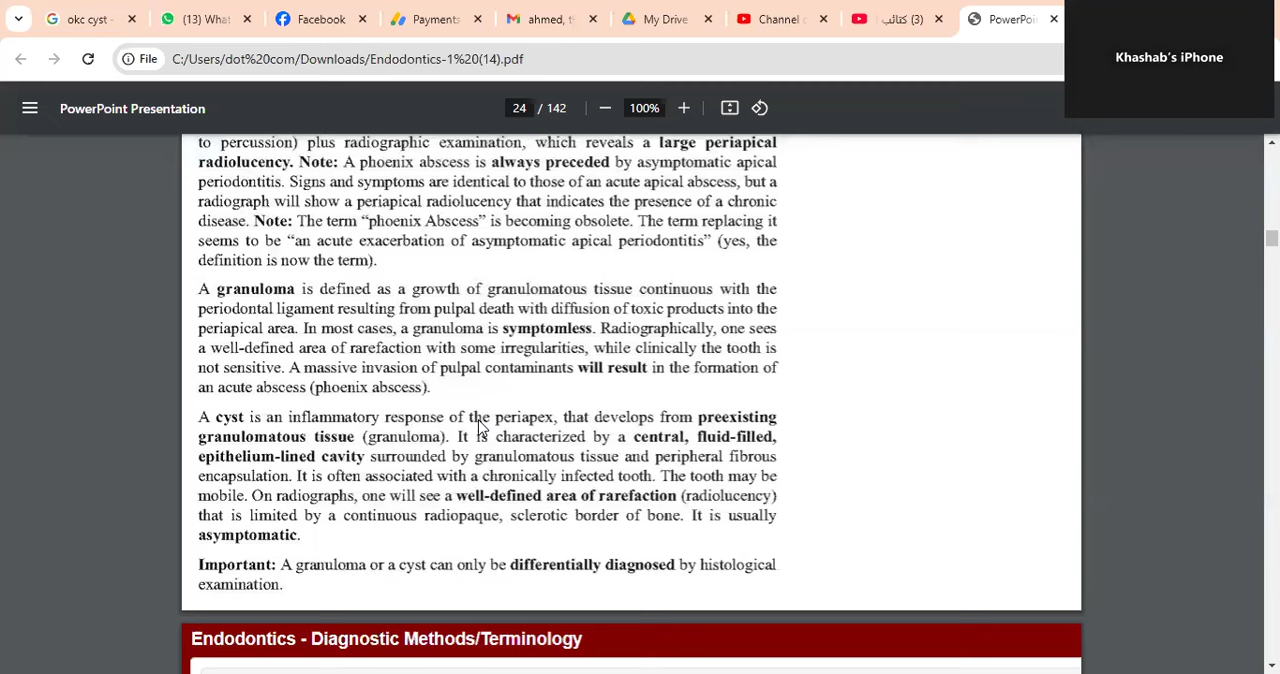 okc cyst -
(13) What
Facebook
Payments
ahmed, t
My Drive
Channel c
(3) كتائب
PowerPoi
File
C:/Users/dot%20com/Downloads/Endodontics-1%20(14).pdf
Khashab's iPhone
PowerPoint Presentation
24 / 142
100%
to percussion) plus radiographic examination, which reveals a large periapical
radiolucency. Note: A phoenix abscess is always preceded by asymptomatic apical
periodontitis. Signs and symptoms are identical to those of an acute apical abscess, but a
radiograph will show a periapical radiolucency that indicates the presence of a chronic
disease. Note: The term “phoenix Abscess” is becoming obsolete. The term replacing it
seems to be “an acute exacerbation of asymptomatic apical periodontitis” (yes, the
definition is now the term).
A granuloma is defined as a growth of granulomatous tissue continuous with the
periodontal ligament resulting from pulpal death with diffusion of toxic products into the
periapical area. In most cases, a granuloma is symptomless. Radiographically, one sees
a well-defined area of rarefaction with some irregularities, while clinically the tooth is
not sensitive. A massive invasion of pulpal contaminants will result in the formation of
an acute abscess (phoenix abscess).
A cyst is an inflammatory response of the periapex, that develops from preexisting
granulomatous tissue (granuloma). It is characterized by a central, fluid-filled,
epithelium-lined cavity surrounded by granulomatous tissue and peripheral fibrous
encapsulation. It is often associated with a chronically infected tooth. The tooth may be
mobile. On radiographs, one will see a well-defined area of rarefaction (radiolucency)
that is limited by a continuous radiopaque, sclerotic border of bone. It is usually
asymptomatic.
Important: A granuloma or a cyst can only be differentially diagnosed by histological
examination.
Endodontics - Diagnostic Methods/Terminology